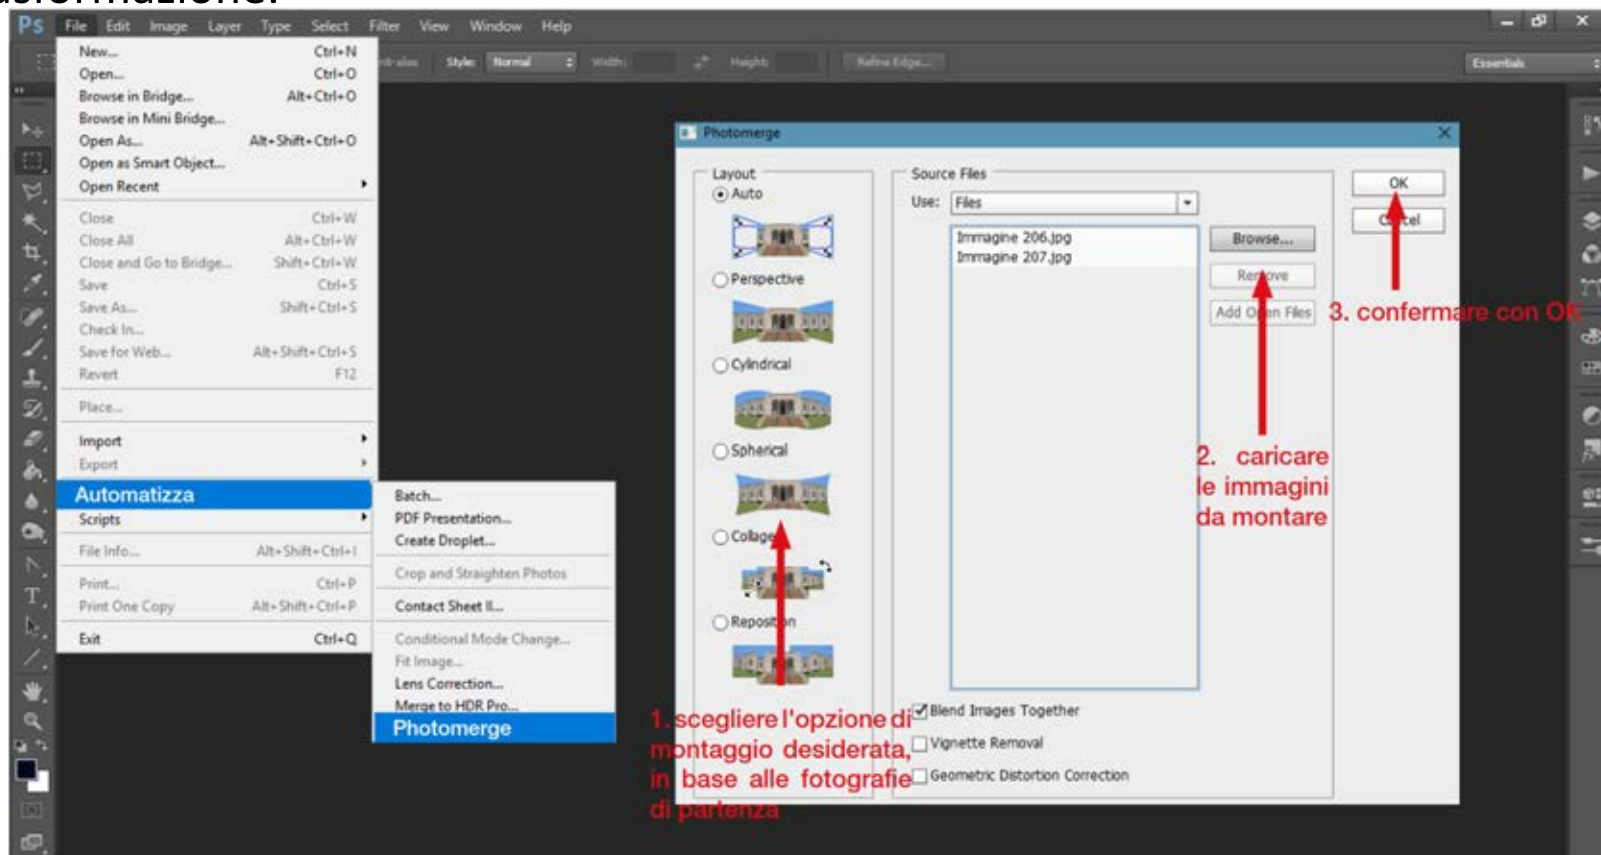 asformazione.
Ps File Edit Image Layer Type Select Filter View Window Help
Style: Normal Width: Height: Refine Edge... Essentials
New... Ctrl+N
Open... Ctrl+O
Browse in Bridge... Alt+Ctrl+O
Browse in Mini Bridge...
Open As... Alt+Shift+Ctrl+O
Open as Smart Object...
Open Recent
Close Ctrl+W
Close All Alt+Ctrl+W
Close and Go to Bridge... Shift+Ctrl+W
Save Ctrl+S
Save As... Shift+Ctrl+S
Check In...
Save for Web... Alt+Shift+Ctrl+S
Revert F12
Place...
Import
Export
Automatizza
Scripts
File Info... Alt+Shift+Ctrl+I
Print... Ctrl+P
Print One Copy Alt+Shift+Ctrl+P
Exit Ctrl+Q
Batch...
PDF Presentation...
Create Droplet...
Crop and Straighten Photos
Contact Sheet II...
Conditional Mode Change...
Fit Image...
Lens Correction...
Merge to HDR Pro...
Photomerge
Photomerge
Layout
Auto
Perspective
Cylindrical
Spherical
Collage
Reposition
Source Files
Use: Files
Immagine 206.jpg
Immagine 207.jpg
Browse...
Remove
Add Open Files
OK
Cancel
Blend Images Together
Vignette Removal
Geometric Distortion Correction
1. scegliere l'opzione di
montaggio desiderata,
in base alle fotografie
di partenza
2. caricare
le immagini
da montare
3. confermare con OK